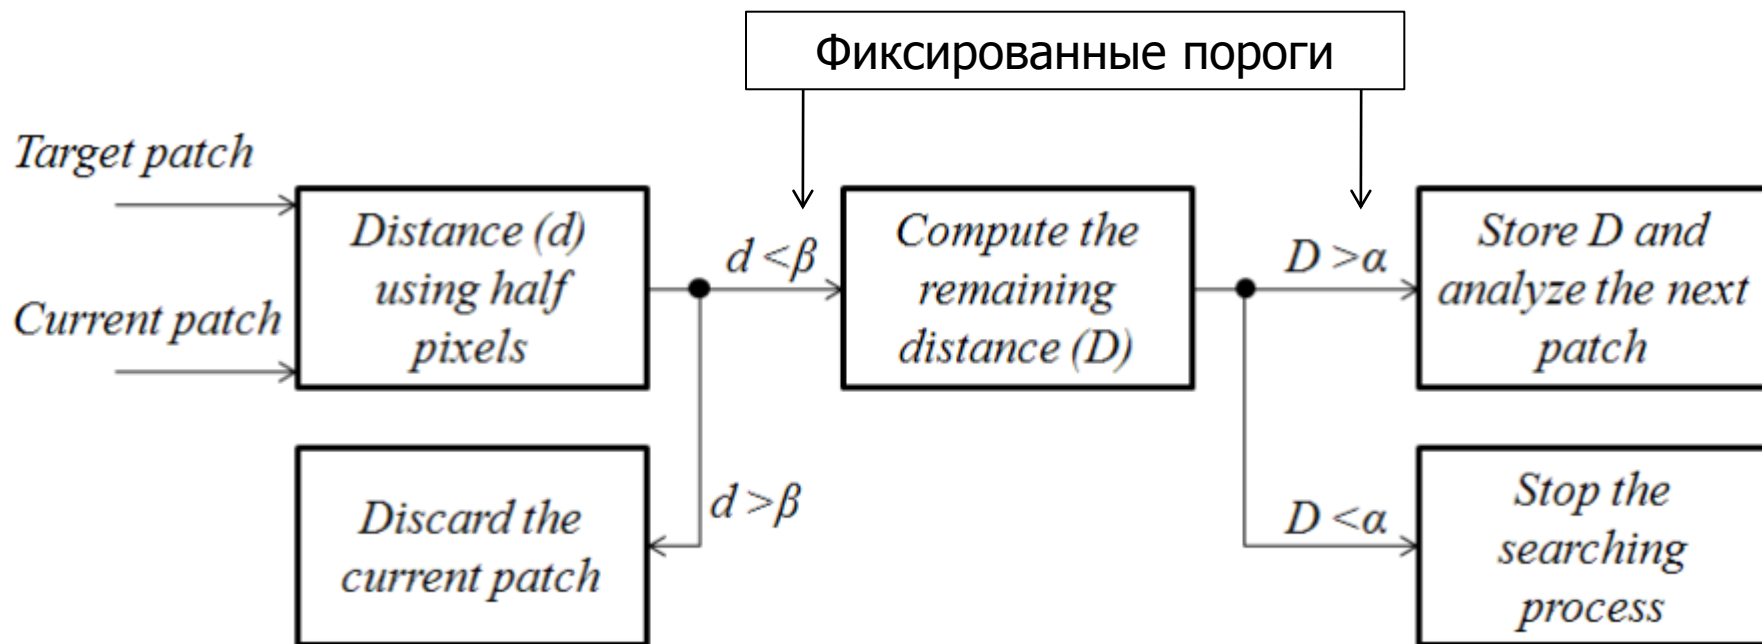 Фиксированные пороги
Target patch
Current patch
Distance (d)
using half
pixels
d <β
Compute the
remaining
distance (D)
D >α
Store D and
analyze the next
patch
Discard the
current patch
d >β
D <α
Stop the
searching
process